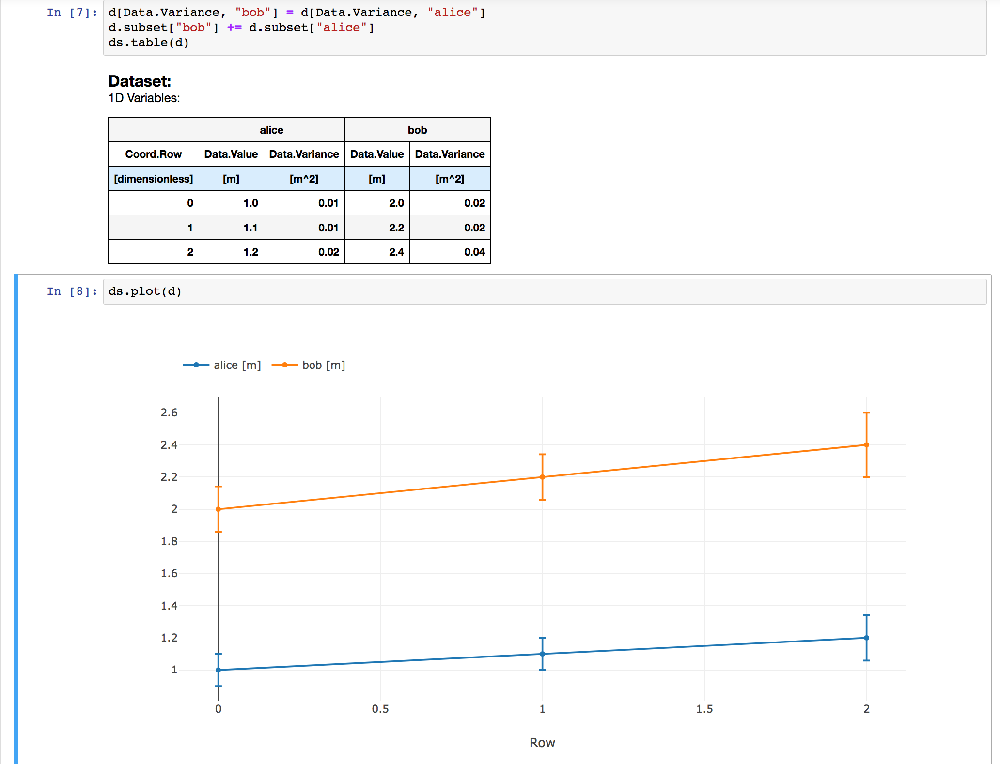 In [7]: d[Data.Variance, "bob"] = d[Data.Variance, "alice"]
d.subset["bob"] += d.subset["alice"]
ds.table(d)
Dataset:
1D Variables:
alice bob
Coord.Row Data.Value Data.Variance Data.Value Data.Variance
[dimensionless] [m] [m^2] [m] [m^2]
0 1.0 0.01 2.0 0.02
1 1.1 0.01 2.2 0.02
2 1.2 0.02 2.4 0.04
In [8]: ds.plot(d)
alice [m] bob [m]
2.6
2.4
2.2
2
1.8
1.6
1.4
1.2
1
0 0.5 1 1.5 2
Row